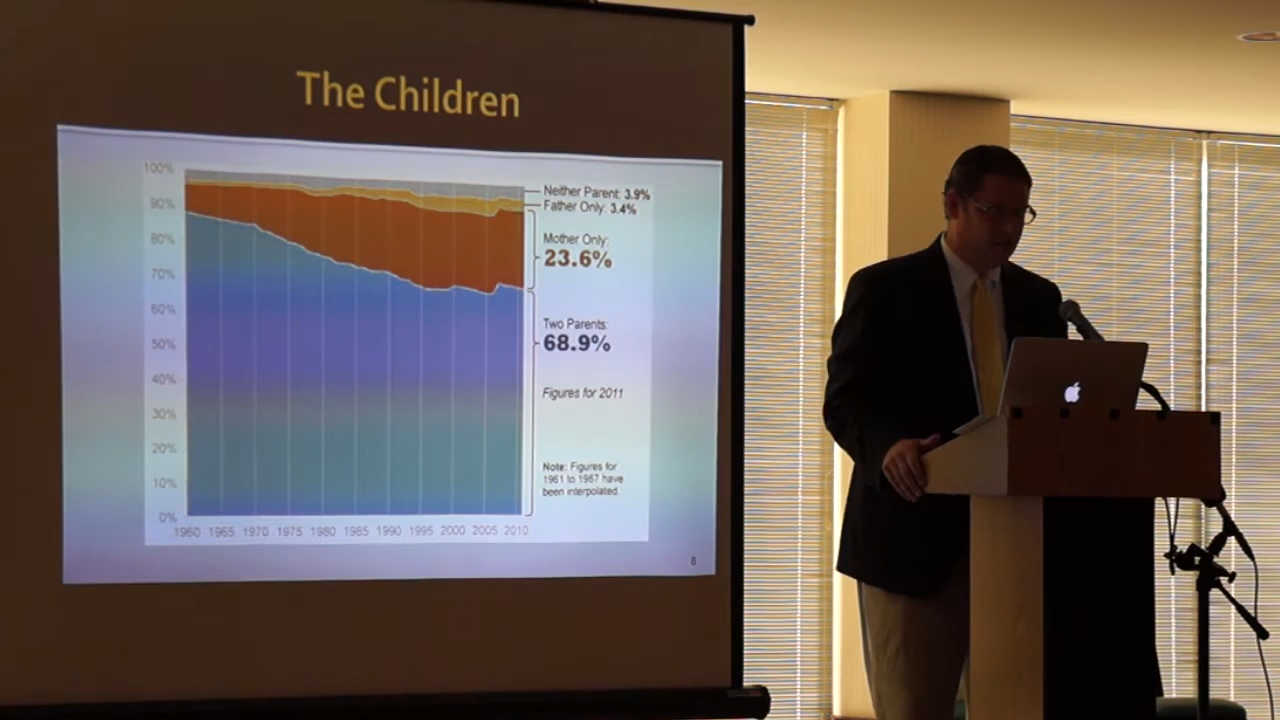 The Children
100%
90%
80%
70%
60%
50%
40%
30%
20%
10%
0%
1960 1965 1970 1975 1980 1985 1990 1995 2000 2005 2010
Neither Parent: 3.9%
Father Only: 3.4%
Mother Only:
23.6%
Two Parents:
68.9%
Figures for 2011
Note: Figures for
1961 to 1967 have
been interpolated.
8